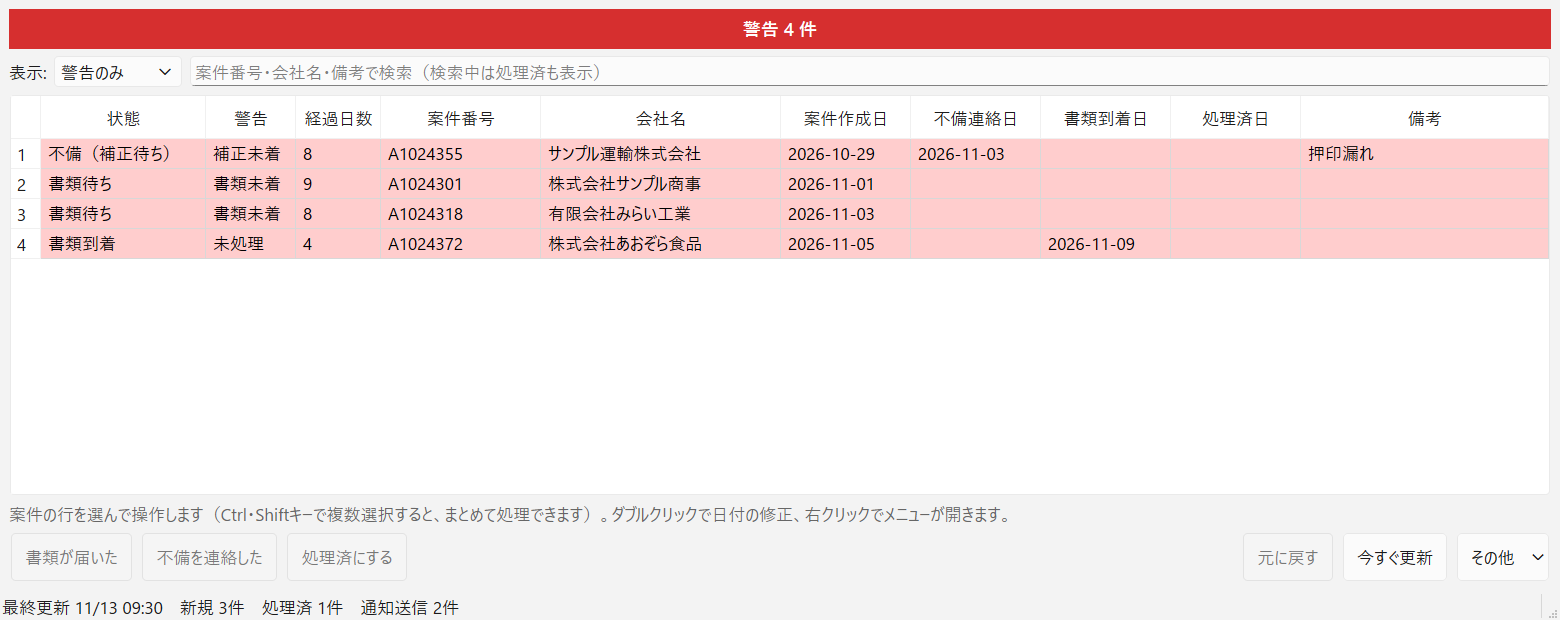 警告 4 件
表示: 警告のみ 案件番号・会社名・備考で検索（検索中は処理済も表示）
状態 警告 経過日数 案件番号 会社名 案件作成日 不備連絡日 書類到着日 処理済日 備考
1 不備（補正待ち） 補正未着 8 A1024355 サンプル運輸株式会社 2026-10-29 2026-11-03 押印漏れ
2 書類待ち 書類未着 9 A1024301 株式会社サンプル商事 2026-11-01
3 書類待ち 書類未着 8 A1024318 有限会社みらい工業 2026-11-03
4 書類到着 未処理 4 A1024372 株式会社あおぞら食品 2026-11-05 2026-11-09
案件の行を選んで操作します（Ctrl・Shiftキーで複数選択すると、まとめて処理できます）。ダブルクリックで日付の修正、右クリックでメニューが開きます。
書類が届いた 不備を連絡した 処理済にする 元に戻す 今すぐ更新 その他
最終更新 11/13 09:30 新規 3件 処理済 1件 通知送信 2件